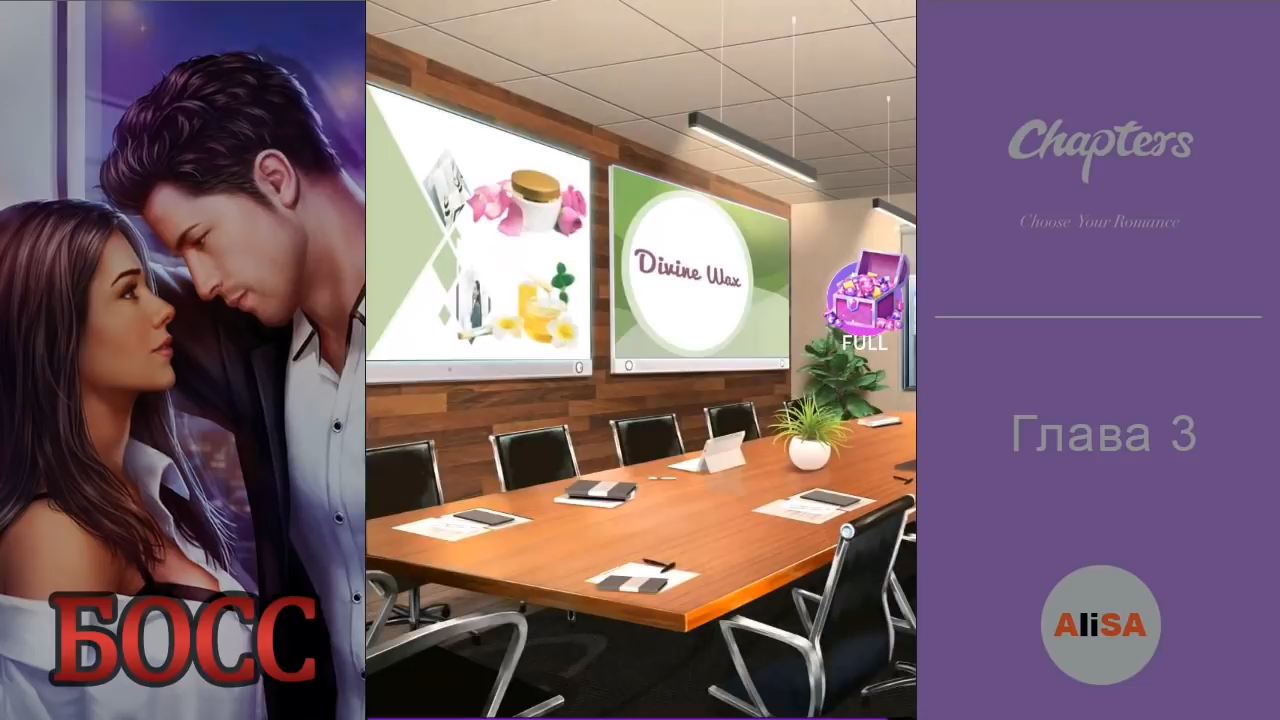 БОСС
Divine Wax
FULL
Chapters
Choose Your Romance
Глава 3
AliSA